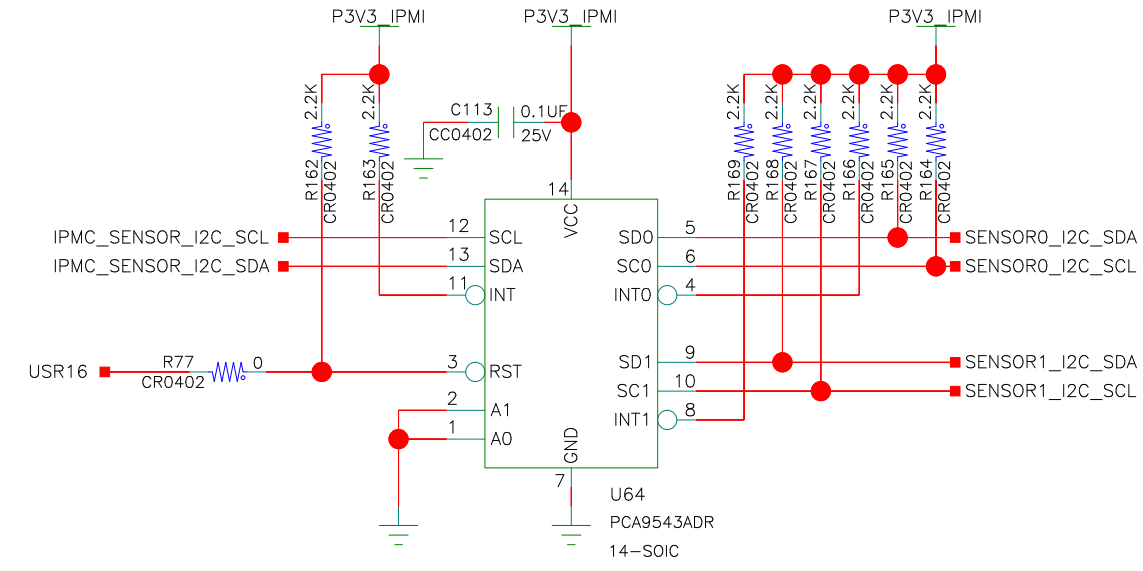 P3V3_IPMI
P3V3_IPMI
P3V3_IPMI
2.2K
R162
CR0402
2.2K
R163
CR0402
C113
0.1UF
CC0402
25V
2.2K
R169
CR0402
2.2K
R168
CR0402
2.2K
R167
CR0402
2.2K
R166
CR0402
2.2K
R165
CR0402
2.2K
R164
CR0402
14
VCC
IPMC_SENSOR_I2C_SCL
12
SCL
SD0
5
SENSOR0_I2C_SDA
IPMC_SENSOR_I2C_SDA
13
SDA
SC0
6
SENSOR0_I2C_SCL
11
INT
INT0
4
USR16
R77
0
CR0402
3
RST
SD1
9
SENSOR1_I2C_SDA
2
A1
SC1
10
SENSOR1_I2C_SCL
1
A0
INT1
8
GND
7
U64
PCA9543ADR
14-SOIC